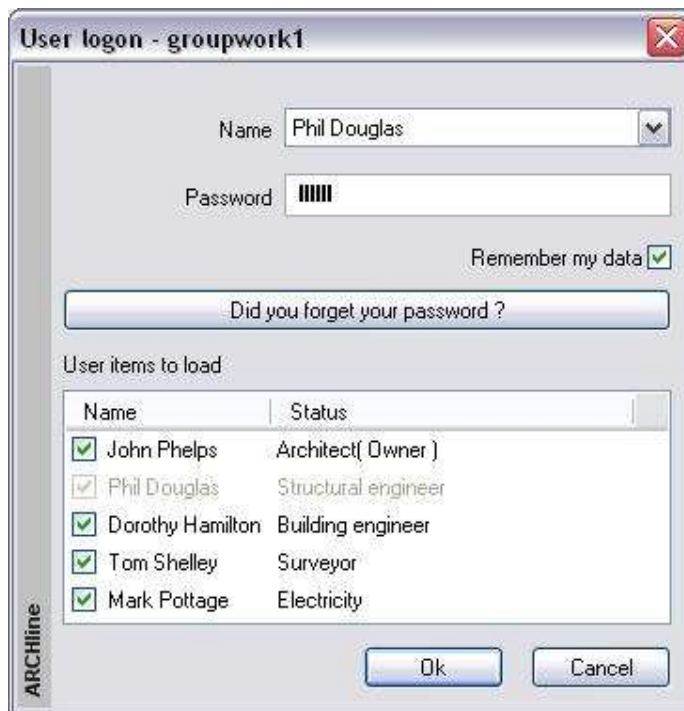 User logon - groupwork1
Name Phil Douglas
Password
Remember my data
Did you forget your password ?
User items to load
Name Status
John Phelps Architect( Owner )
Phil Douglas Structural engineer
Dorothy Hamilton Building engineer
Tom Shelley Surveyor
Mark Pottage Electricity
Ok Cancel
ARCHline